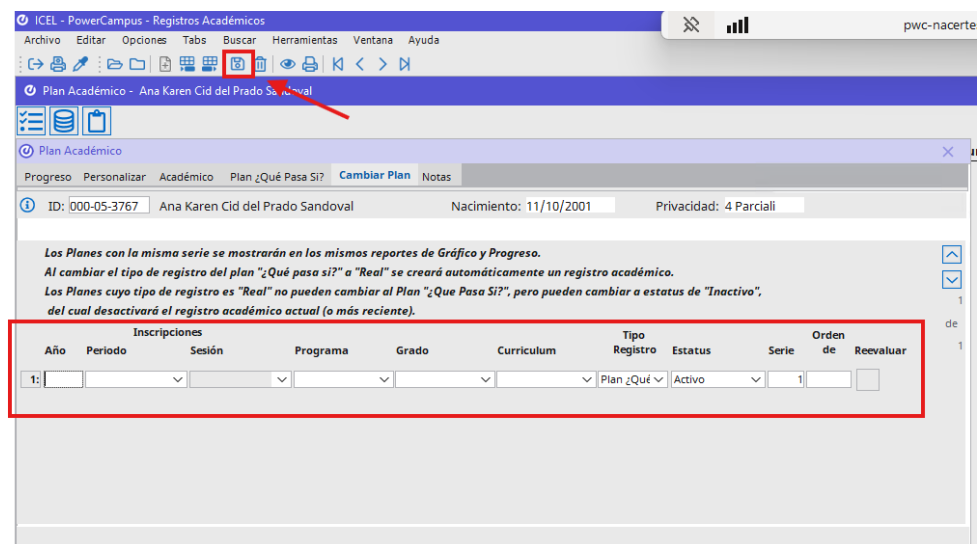 ICEL - PowerCampus - Registros Académicos
pwc-nacerte
Archivo Editar Opciones Tabs Buscar Herramientas Ventana Ayuda
Plan Académico - Ana Karen Cid del Prado Sandoval
Plan Académico
Progreso Personalizar Académico Plan ¿Qué Pasa Si? Cambiar Plan Notas
ID: 000-05-3767 Ana Karen Cid del Prado Sandoval Nacimiento: 11/10/2001 Privacidad: 4 Parciali
Los Planes con la misma serie se mostrarán en los mismos reportes de Gráfico y Progreso.
Al cambiar el tipo de registro del plan "¿Qué pasa si?" a "Real" se creará automáticamente un registro académico.
Los Planes cuyo tipo de registro es "Real" no pueden cambiar al Plan "¿Que Pasa Si?", pero pueden cambiar a estatus de "Inactivo",
del cual desactivará el registro académico actual (o más reciente).
1
de
1
Inscripciones
Año Periodo Sesión Programa Grado Curriculum Tipo Registro Estatus Serie Orden de Reevaluar
1: Plan ¿Qué Activo 1